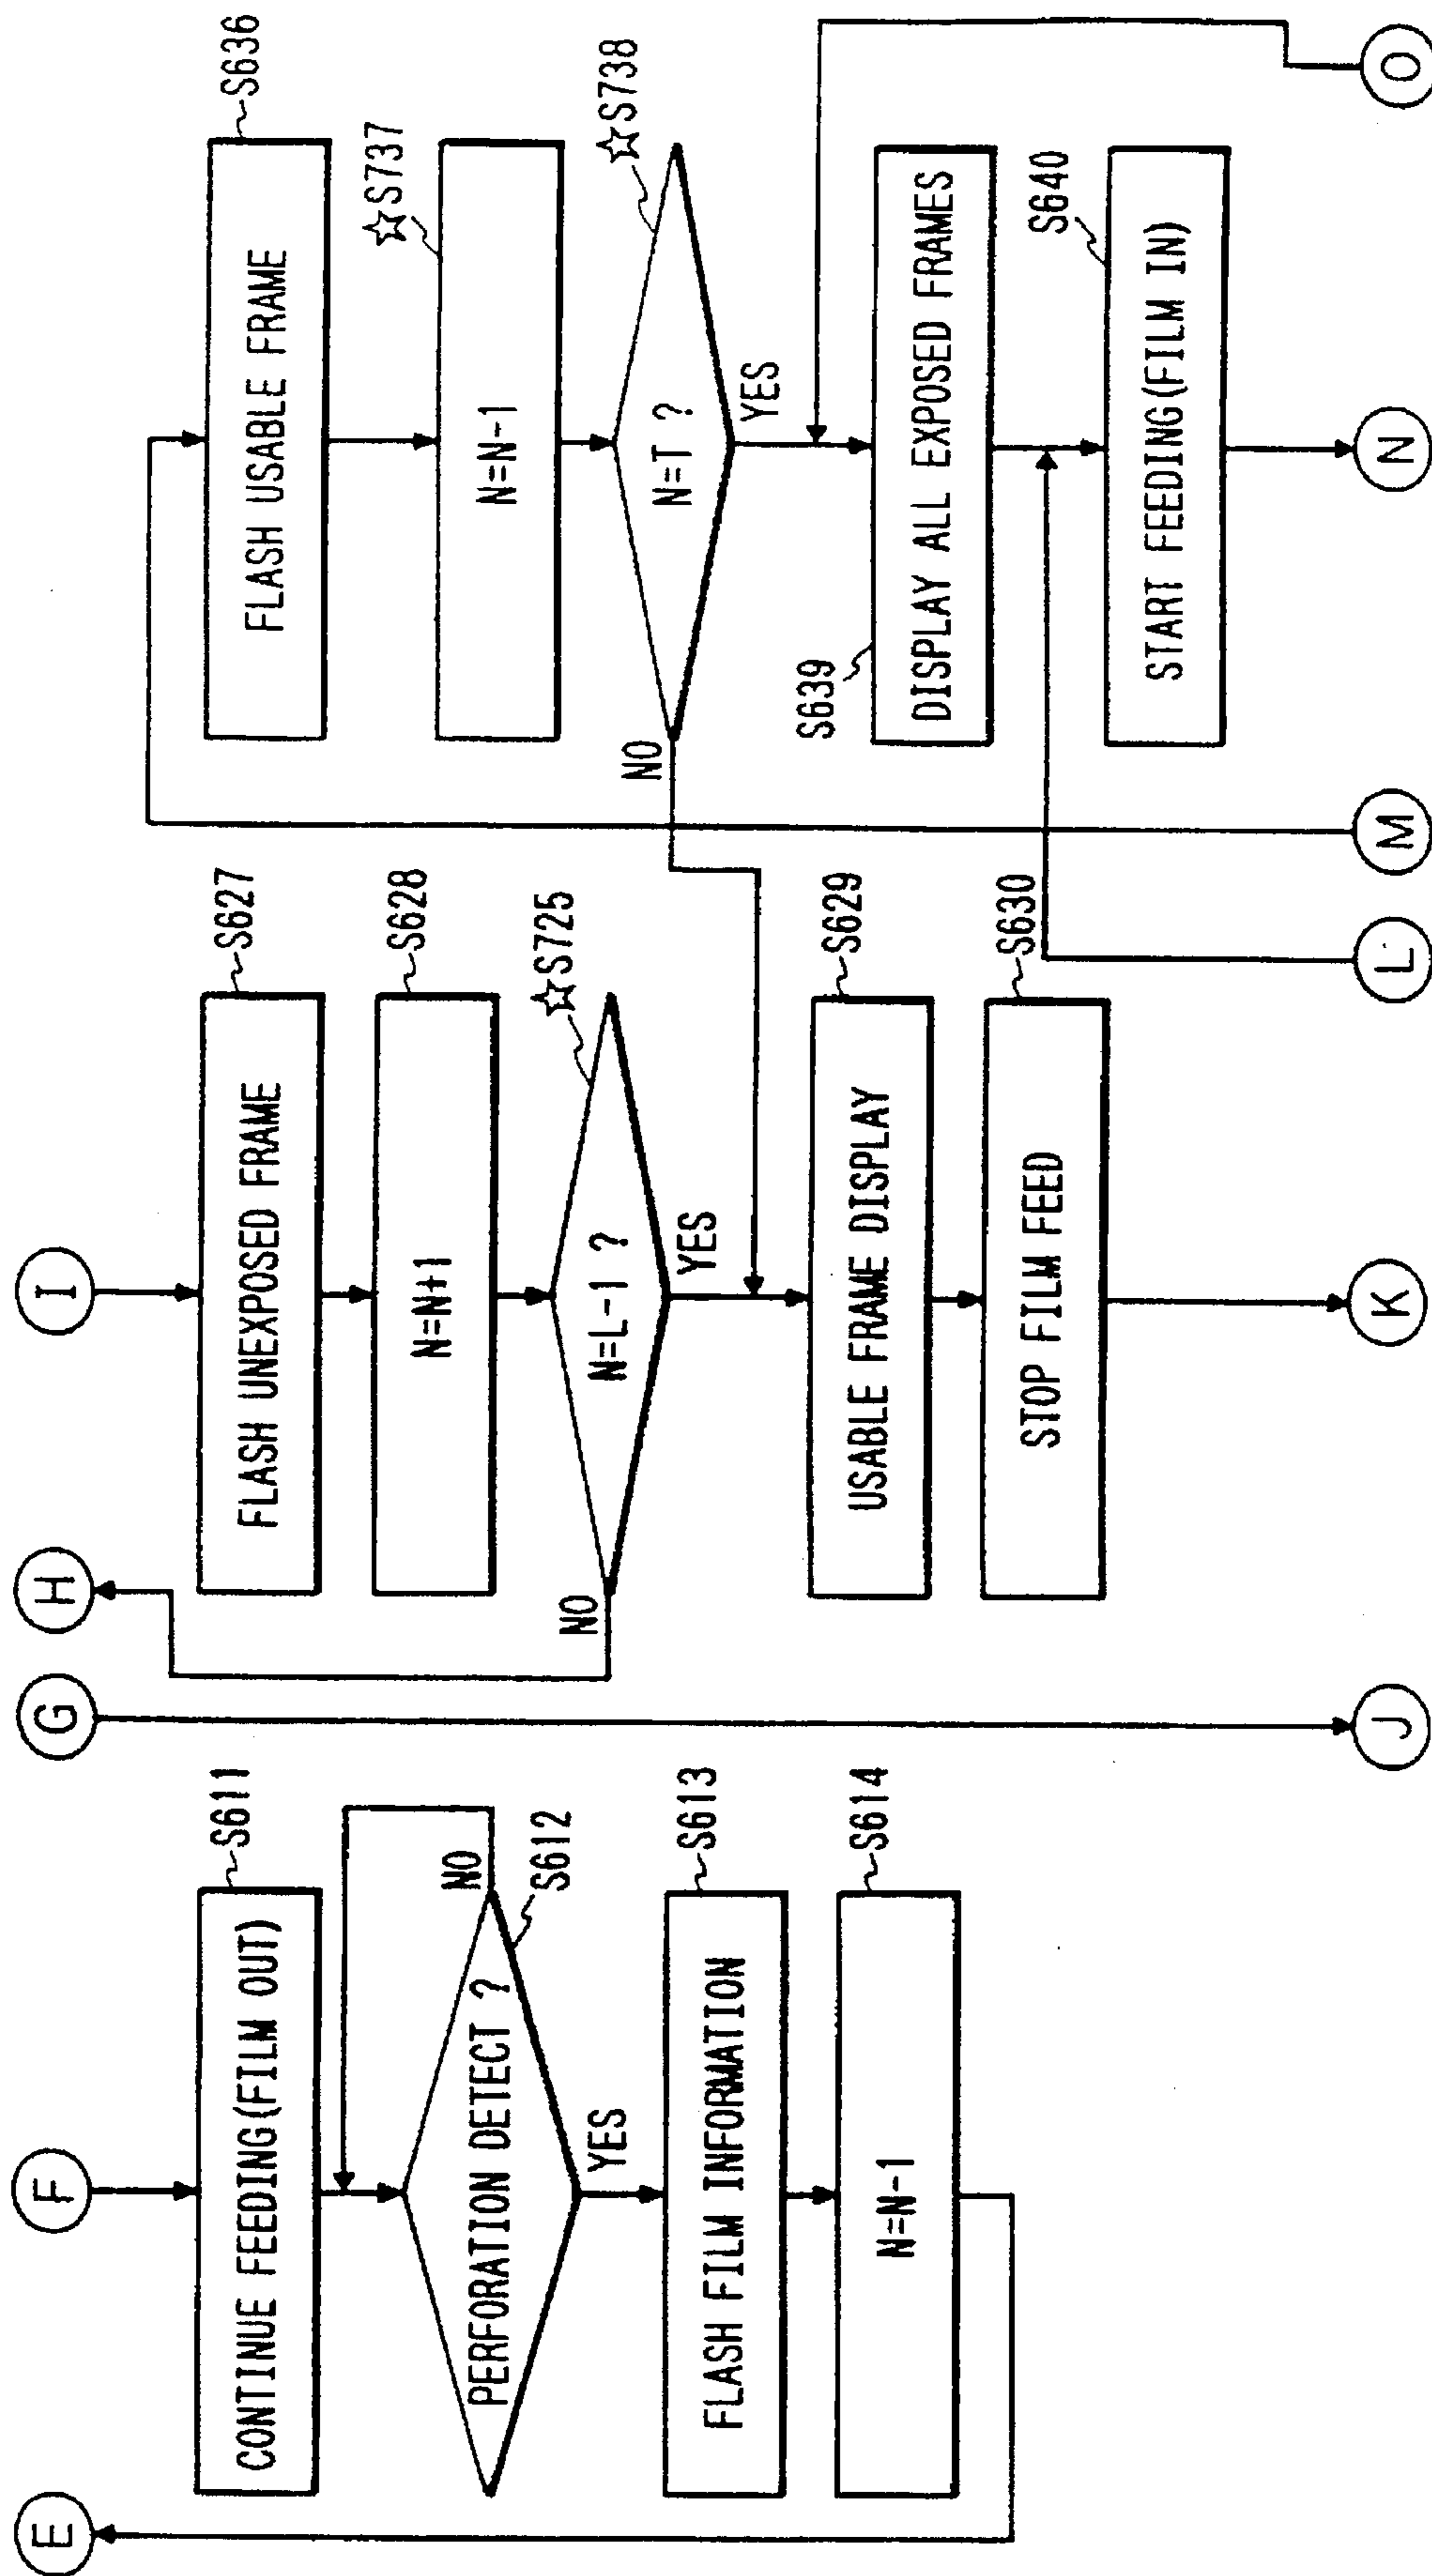 E
F
CONTINUE FEEDING(FILM OUT)
S611
PERFORATION DETECT ?
NO
S612
YES
FLASH FILM INFORMATION
S613
N=N-1
S614
G
J
H
I
FLASH UNEXPOSED FRAME
S627
N=N+1
S628
N=L-1 ?
☆S725
NO
YES
USABLE FRAME DISPLAY
S629
STOP FILM FEED
S630
K
L
M
FLASH USABLE FRAME
S636
N=N-1
☆S737
N=T ?
☆S738
NO
YES
S639
DISPLAY ALL EXPOSED FRAMES
S640
START FEEDING(FILM IN)
N
O